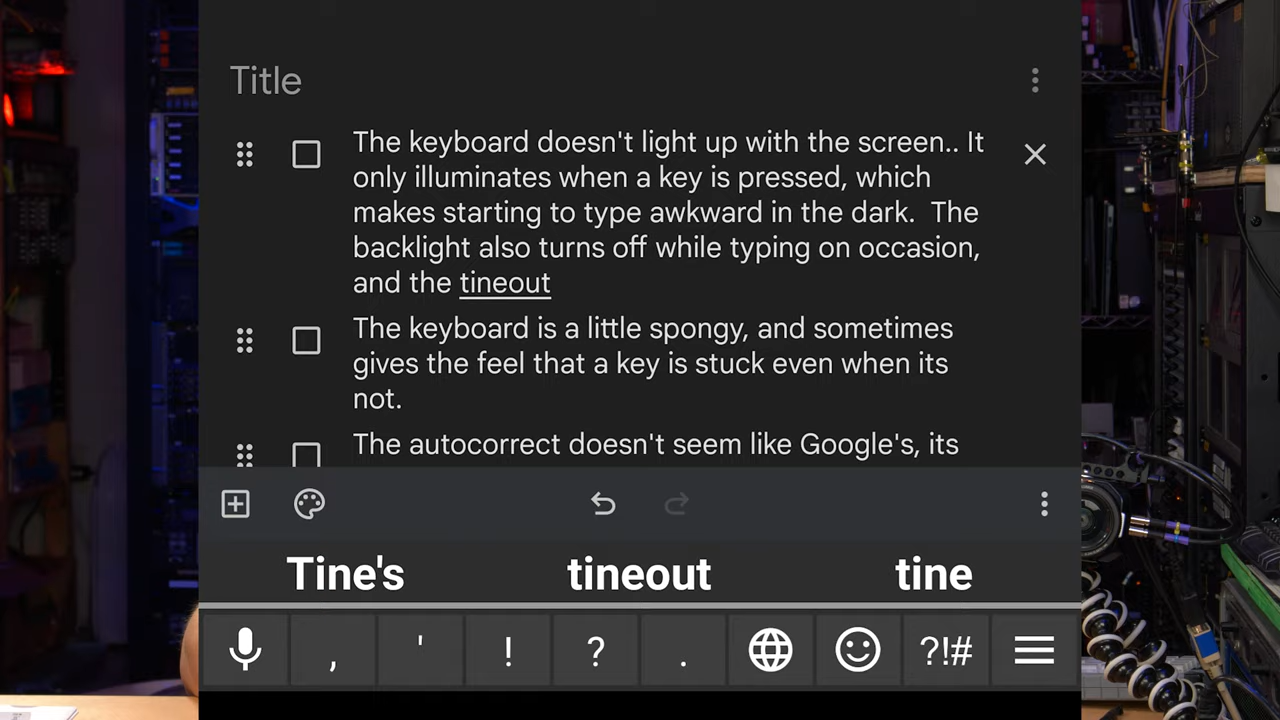 Title
The keyboard doesn't light up with the screen.. It
only illuminates when a key is pressed, which
makes starting to type awkward in the dark.  The
backlight also turns off while typing on occasion,
and the tineout
The keyboard is a little spongy, and sometimes
gives the feel that a key is stuck even when its
not.
The autocorrect doesn't seem like Google's, its
Tine's tineout tine
, ' ! ? . ?!#